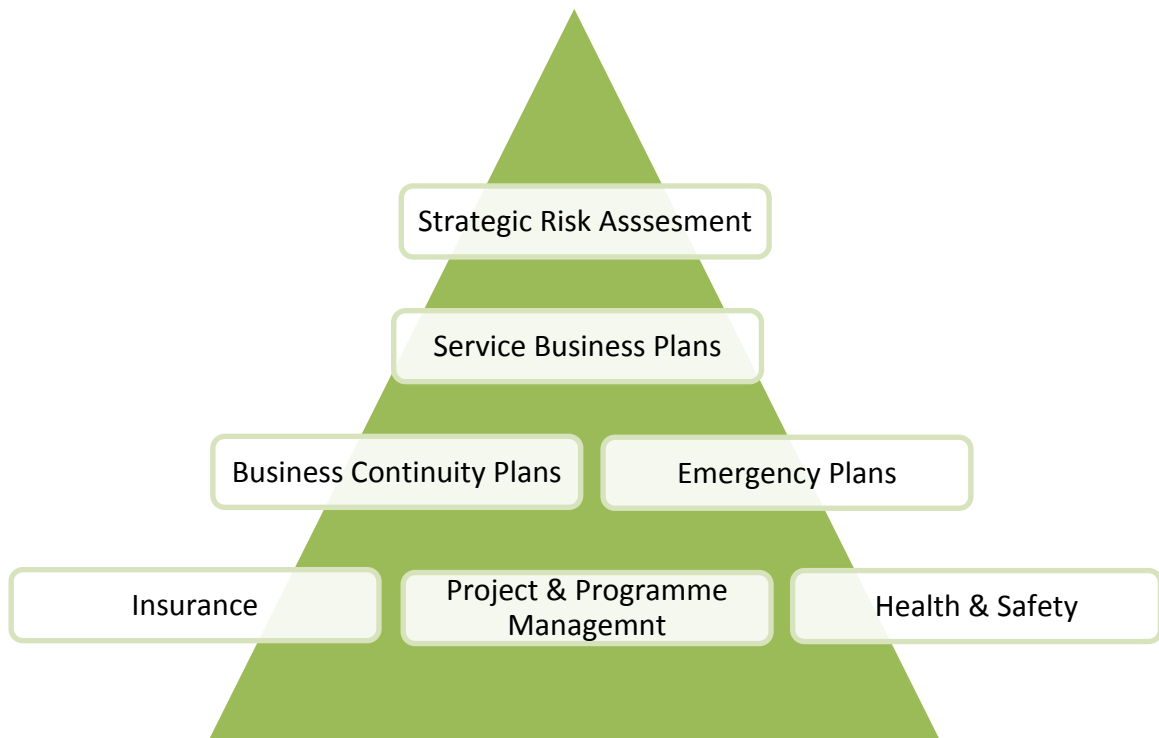 Strategic Risk Asssesment
Service Business Plans
Business Continuity Plans
Emergency Plans
Insurance
Project & Programme
Managemnt
Health & Safety